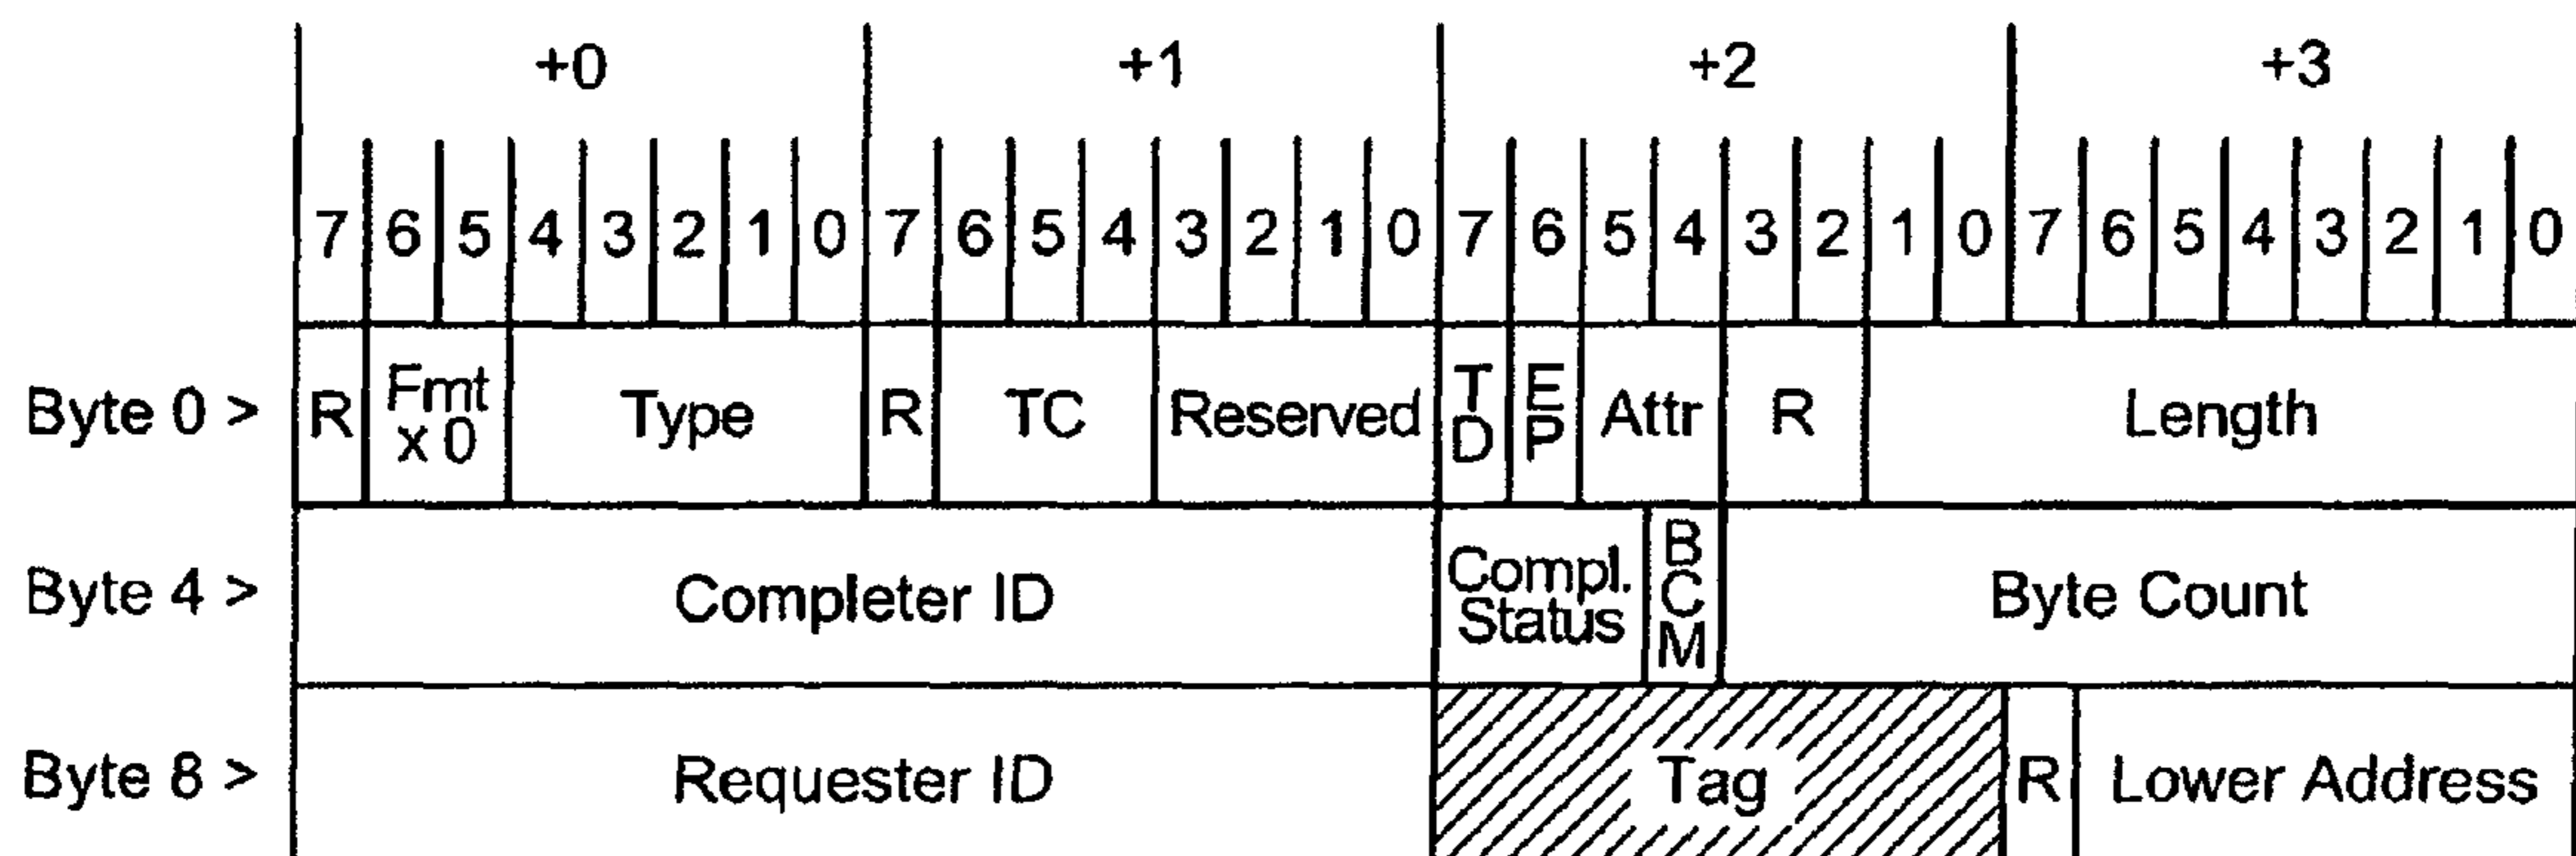 +0 +1 +2 +3
7 6 5 4 3 2 1 0 7 6 5 4 3 2 1 0 7 6 5 4 3 2 1 0 7 6 5 4 3 2 1 0
Byte 0 > R Fmt x 0 Type R TC Reserved TD EP Attr R Length
Byte 4 > Completer ID Compl. Status BCM Byte Count
Byte 8 > Requester ID Tag R Lower Address